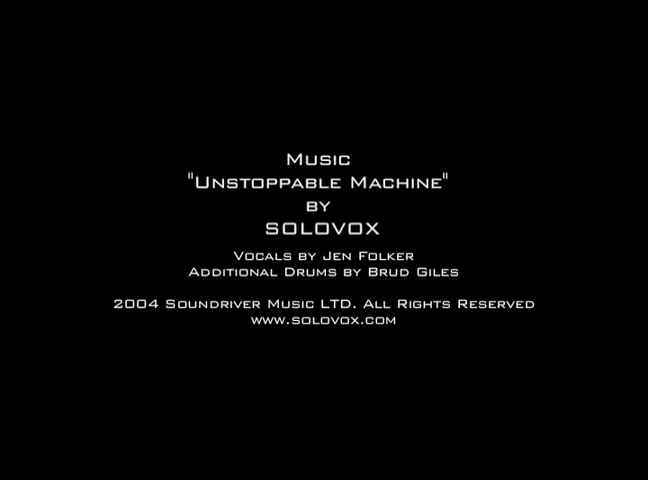 Music
"Unstoppable Machine"
by
SOLOVOX
Vocals by Jen Folker
Additional Drums by Brud Giles
2004 Soundriver Music LTD. All Rights Reserved
www.solovox.com